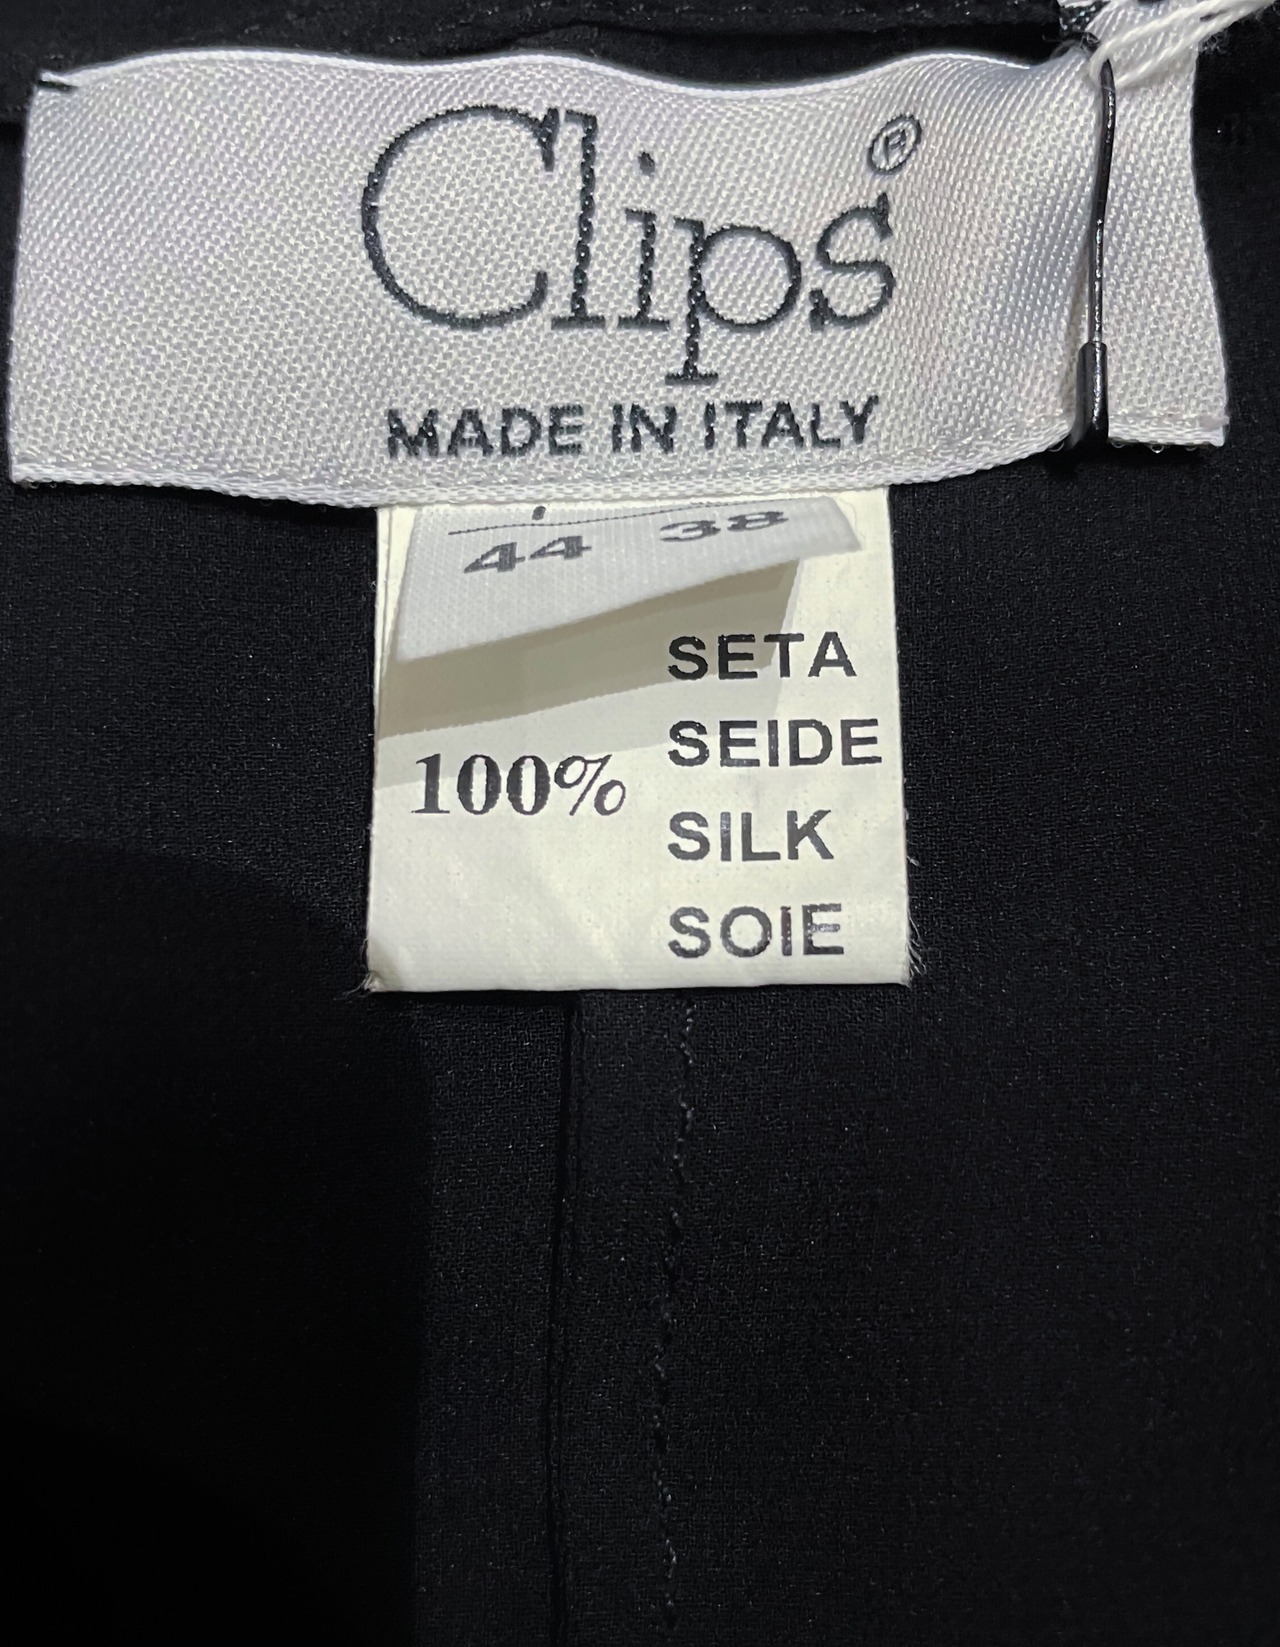 Clips®
MADE IN ITALY
44 38
SETA
SEIDE
100%
SILK
SOIE